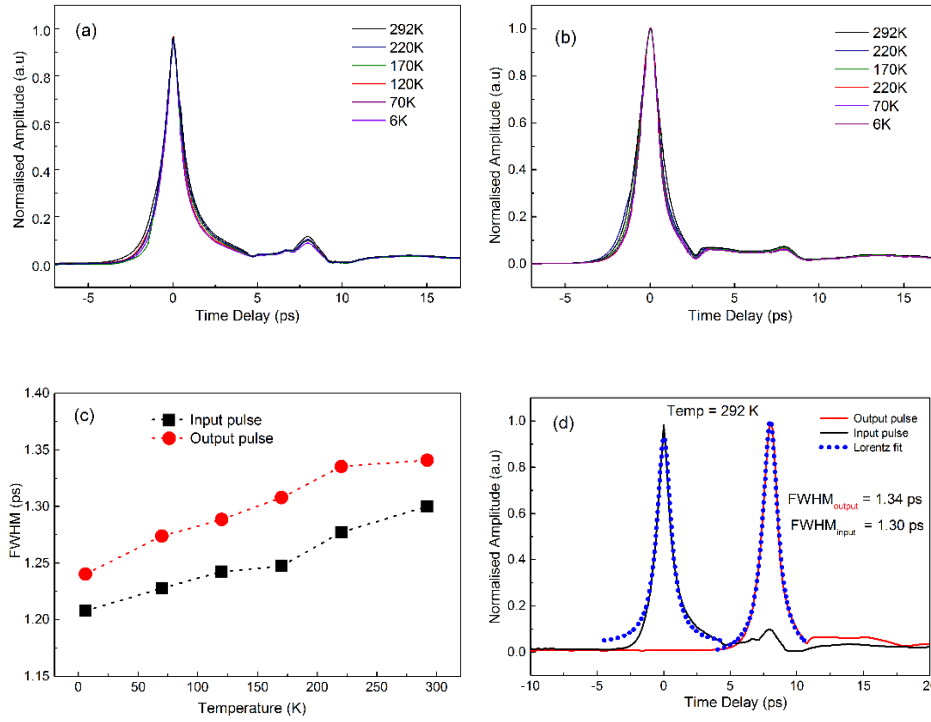 (a)
292K
220K
170K
120K
70K
6K
Normalised Amplitude (a.u)
1.0
0.8
0.6
0.4
0.2
0.0
-5 0 5 10 15
Time Delay (ps)
(b)
292K
220K
170K
220K
70K
6K
Normalised Amplitude (a.u)
1.0
0.8
0.6
0.4
0.2
0.0
-5 0 5 10 15
Time Delay (ps)
(c)
Input pulse
Output pulse
FWHM (ps)
1.40
1.35
1.30
1.25
1.20
1.15
0 50 100 150 200 250 300
Temperature (K)
Temp = 292 K
(d)
Output pulse
Input pulse
Lorentz fit
FWHM_output = 1.34 ps
FWHM_input = 1.30 ps
Normalised Amplitude (a.u)
1.0
0.8
0.6
0.4
0.2
0.0
-10 -5 0 5 10 15 20
Time Delay (ps)